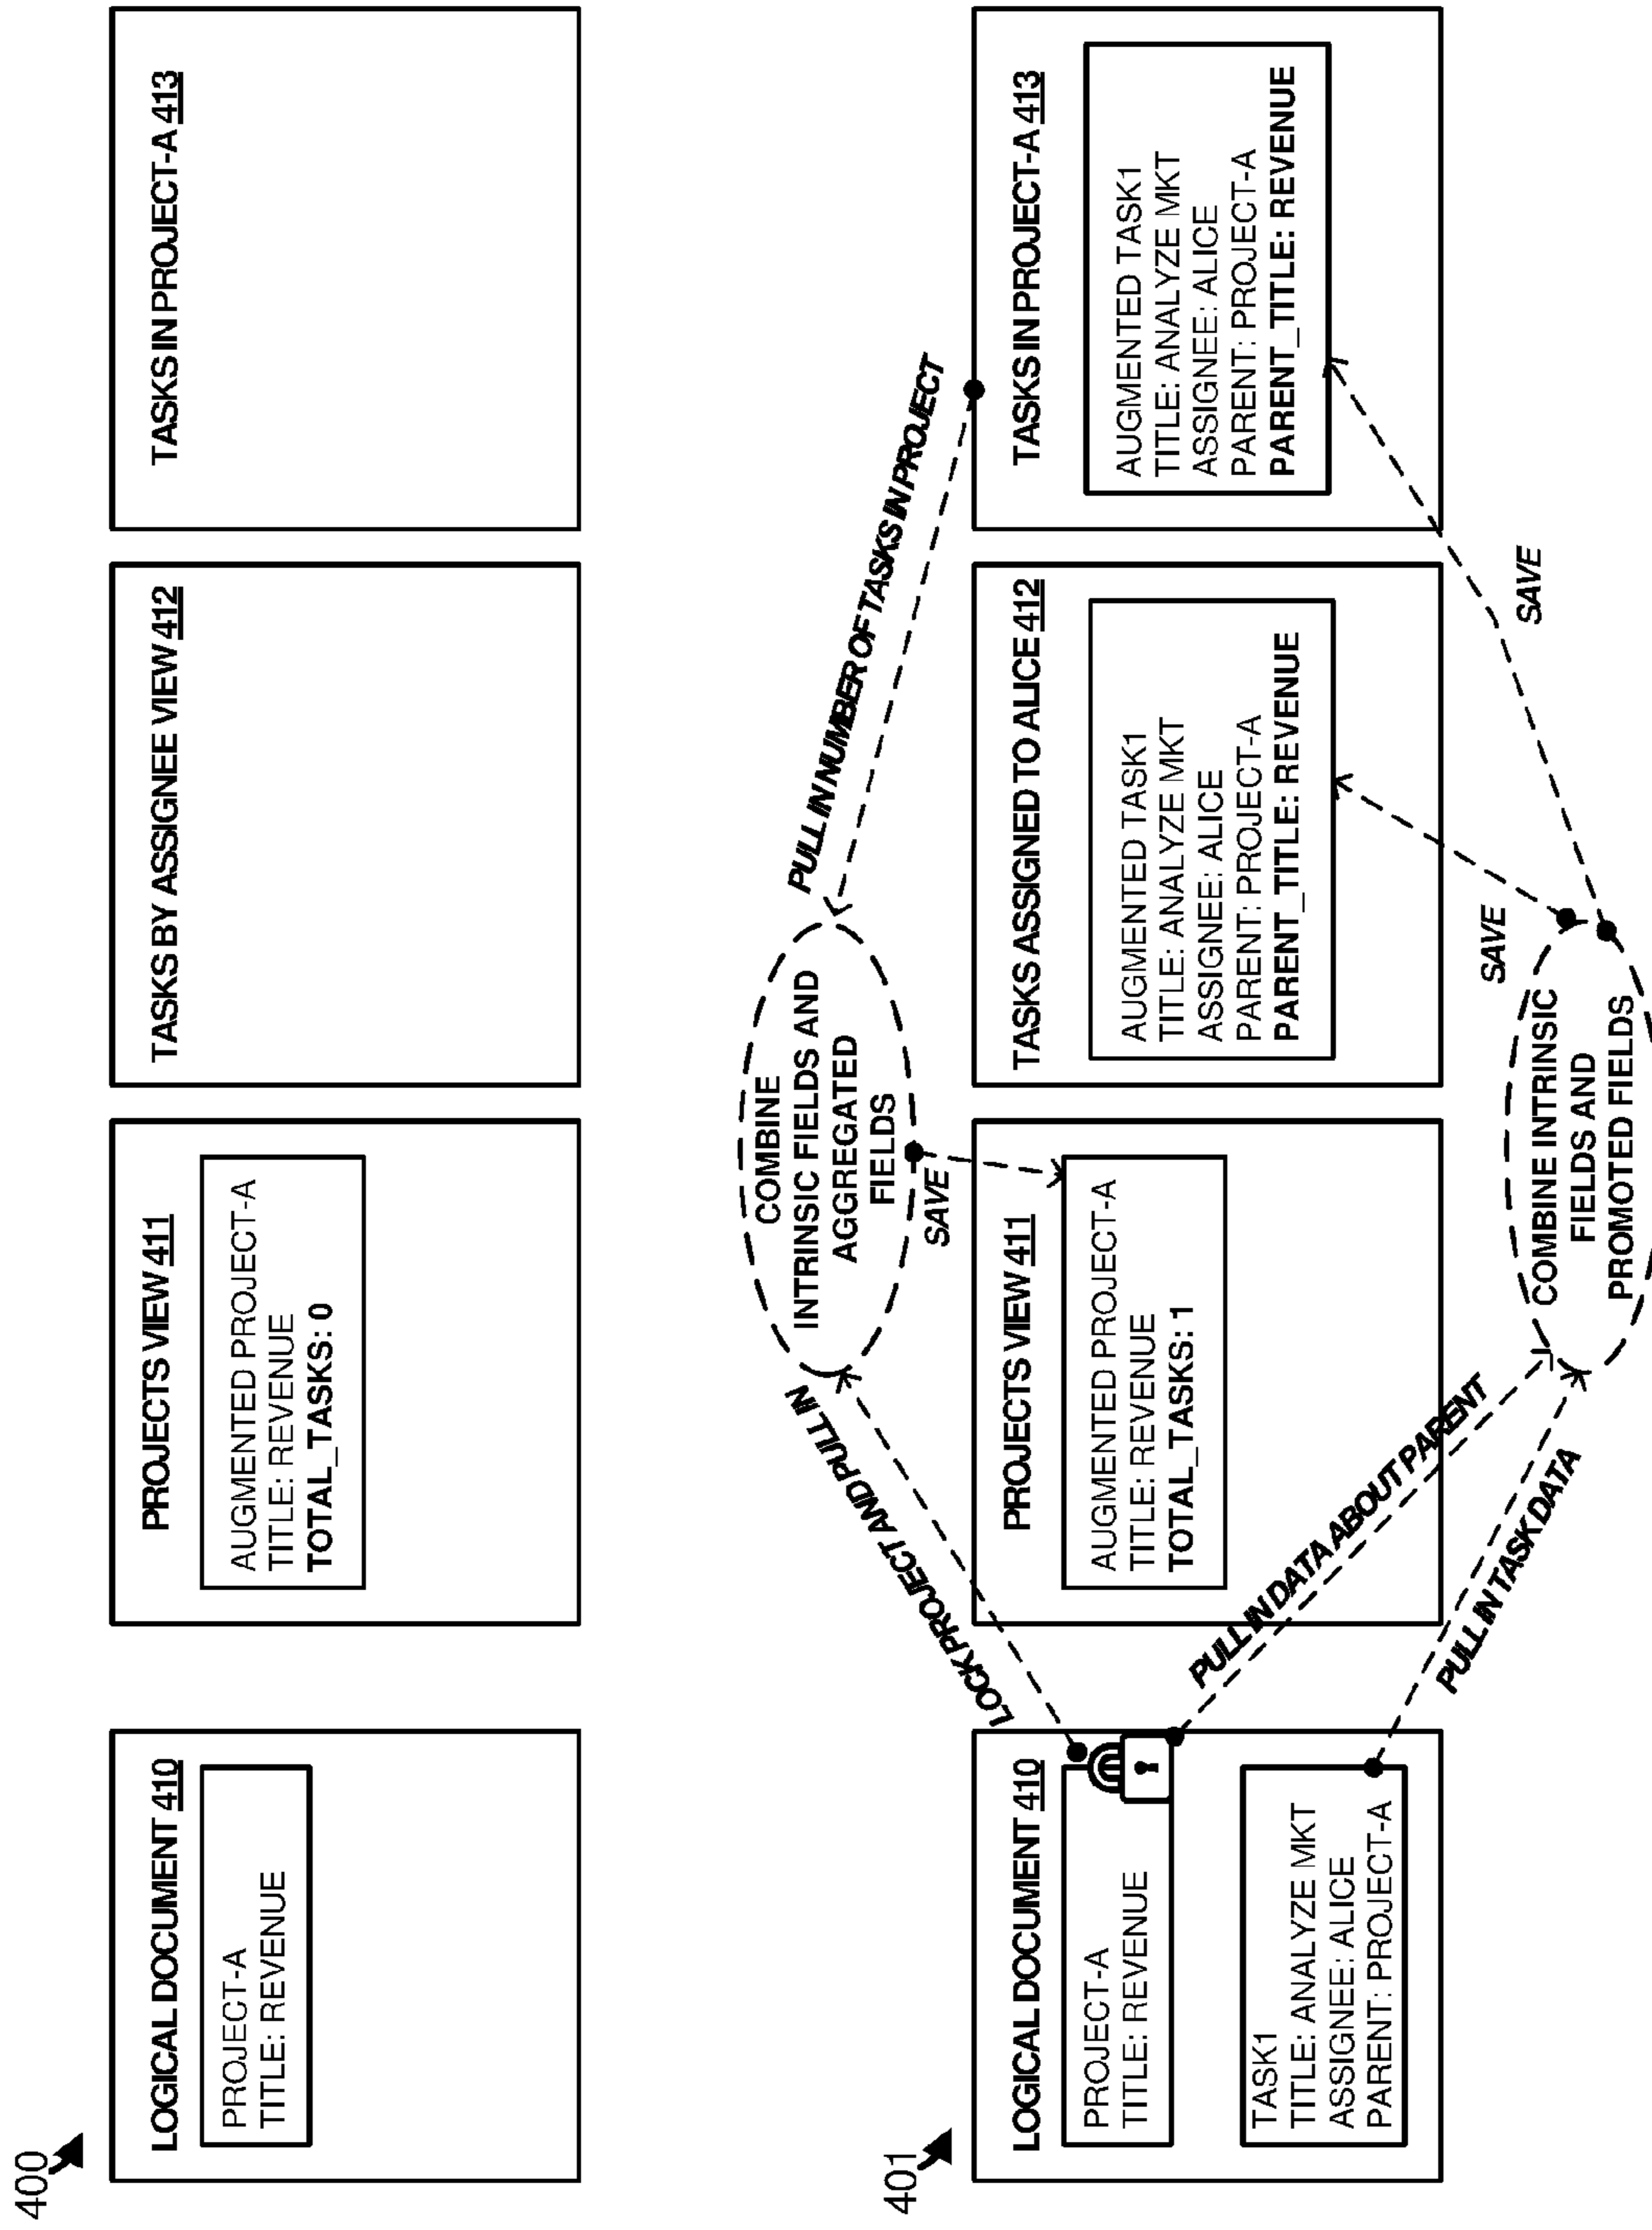 400
LOGICAL DOCUMENT 410
PROJECT-A
TITLE: REVENUE
PROJECTS VIEW 411
AUGMENTED PROJECT-A
TITLE: REVENUE
TOTAL_TASKS: 0
TASKS BY ASSIGNEE VIEW 412
TASKS IN PROJECT-A 413
401
LOCK PROJECT AND PULL IN
COMBINE
INTRINSIC FIELDS AND
AGGREGATED
FIELDS
PULL IN NUMBER OF TASKS IN PROJECT
SAVE
LOGICAL DOCUMENT 410
PROJECT-A
TITLE: REVENUE
TASK1
TITLE: ANALYZE MKT
ASSIGNEE: ALICE
PARENT: PROJECT-A
PROJECTS VIEW 411
AUGMENTED PROJECT-A
TITLE: REVENUE
TOTAL_TASKS: 1
TASKS ASSIGNED TO ALICE 412
AUGMENTED TASK1
TITLE: ANALYZE MKT
ASSIGNEE: ALICE
PARENT: PROJECT-A
PARENT_TITLE: REVENUE
TASKS IN PROJECT-A 413
AUGMENTED TASK1
TITLE: ANALYZE MKT
ASSIGNEE: ALICE
PARENT: PROJECT-A
PARENT_TITLE: REVENUE
PULL IN DATA ABOUT PARENT
PULL IN TASK DATA
COMBINE INTRINSIC
FIELDS AND
PROMOTED FIELDS
SAVE
SAVE